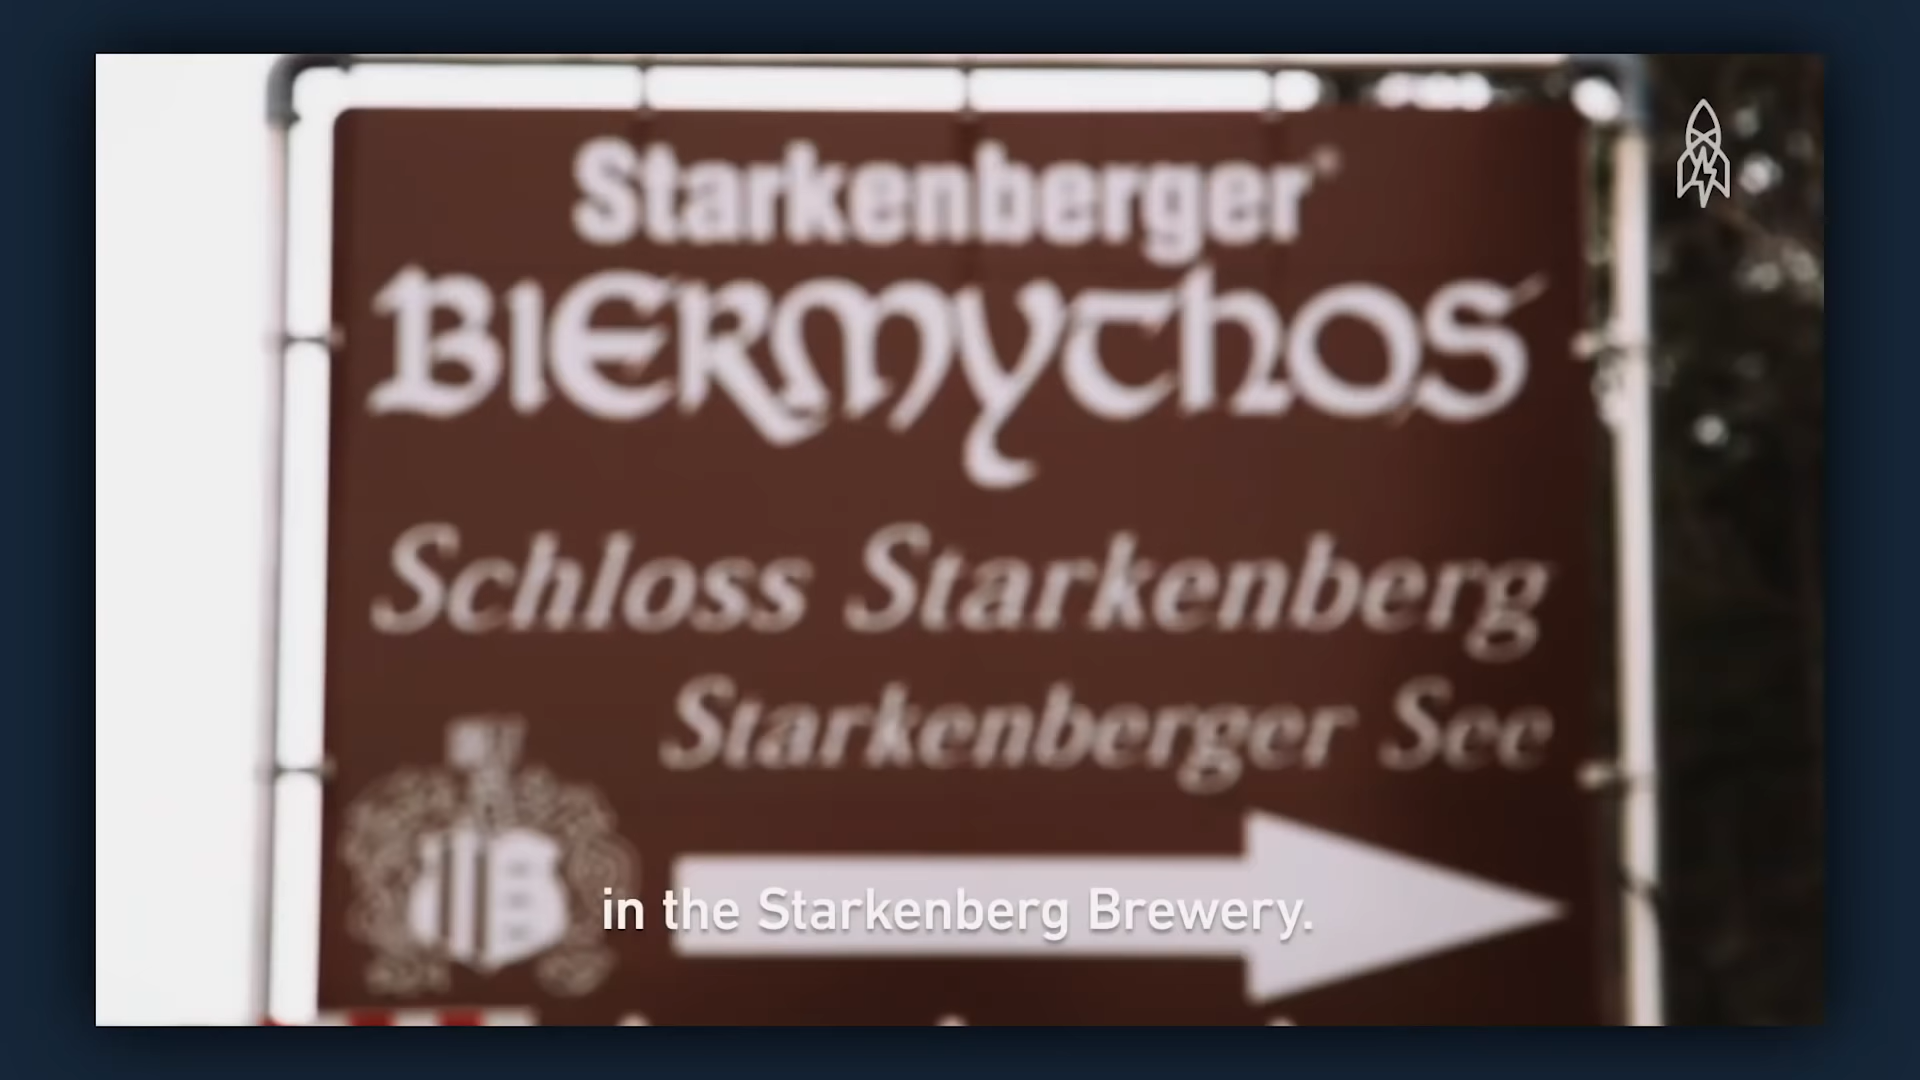 Starkenberger
BIERMYTHOS
Schloss Starkenberg
Starkenberger See
in the Starkenberg Brewery.